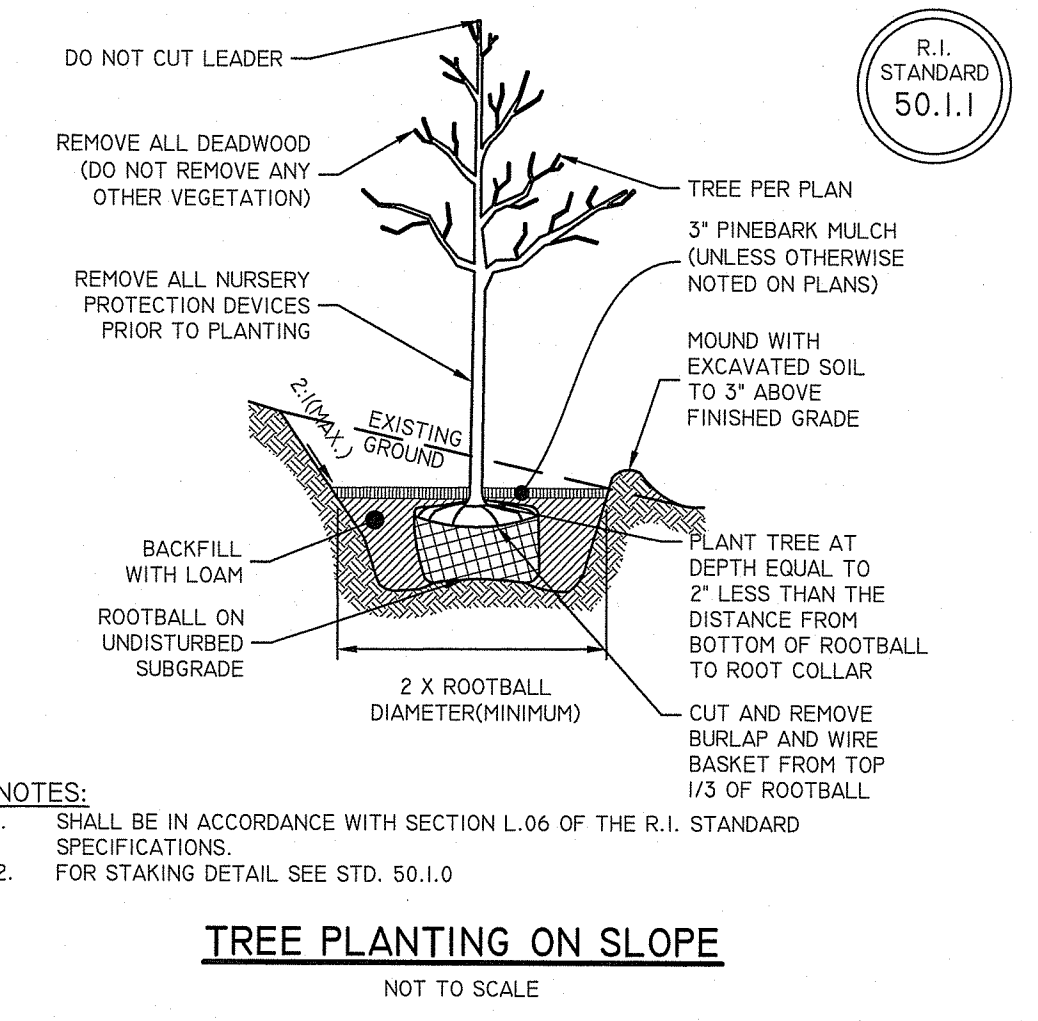 R.I.
STANDARD
50.1.1
DO NOT CUT LEADER
REMOVE ALL DEADWOOD
(DO NOT REMOVE ANY
OTHER VEGETATION)
TREE PER PLAN
3" PINEBARK MULCH
(UNLESS OTHERWISE
NOTED ON PLANS)
REMOVE ALL NURSERY
PROTECTION DEVICES
PRIOR TO PLANTING
MOUND WITH
EXCAVATED SOIL
TO 3" ABOVE
FINISHED GRADE
2:1(MAX.)
EXISTING
GROUND
BACKFILL
WITH LOAM
ROOTBALL ON
UNDISTURBED
SUBGRADE
PLANT TREE AT
DEPTH EQUAL TO
2" LESS THAN THE
DISTANCE FROM
BOTTOM OF ROOTBALL
TO ROOT COLLAR
2 X ROOTBALL
DIAMETER(MINIMUM)
CUT AND REMOVE
BURLAP AND WIRE
BASKET FROM TOP
1/3 OF ROOTBALL
NOTES:
. SHALL BE IN ACCORDANCE WITH SECTION L.06 OF THE R.I. STANDARD
SPECIFICATIONS.
2. FOR STAKING DETAIL SEE STD. 50.1.0
TREE PLANTING ON SLOPE
NOT TO SCALE